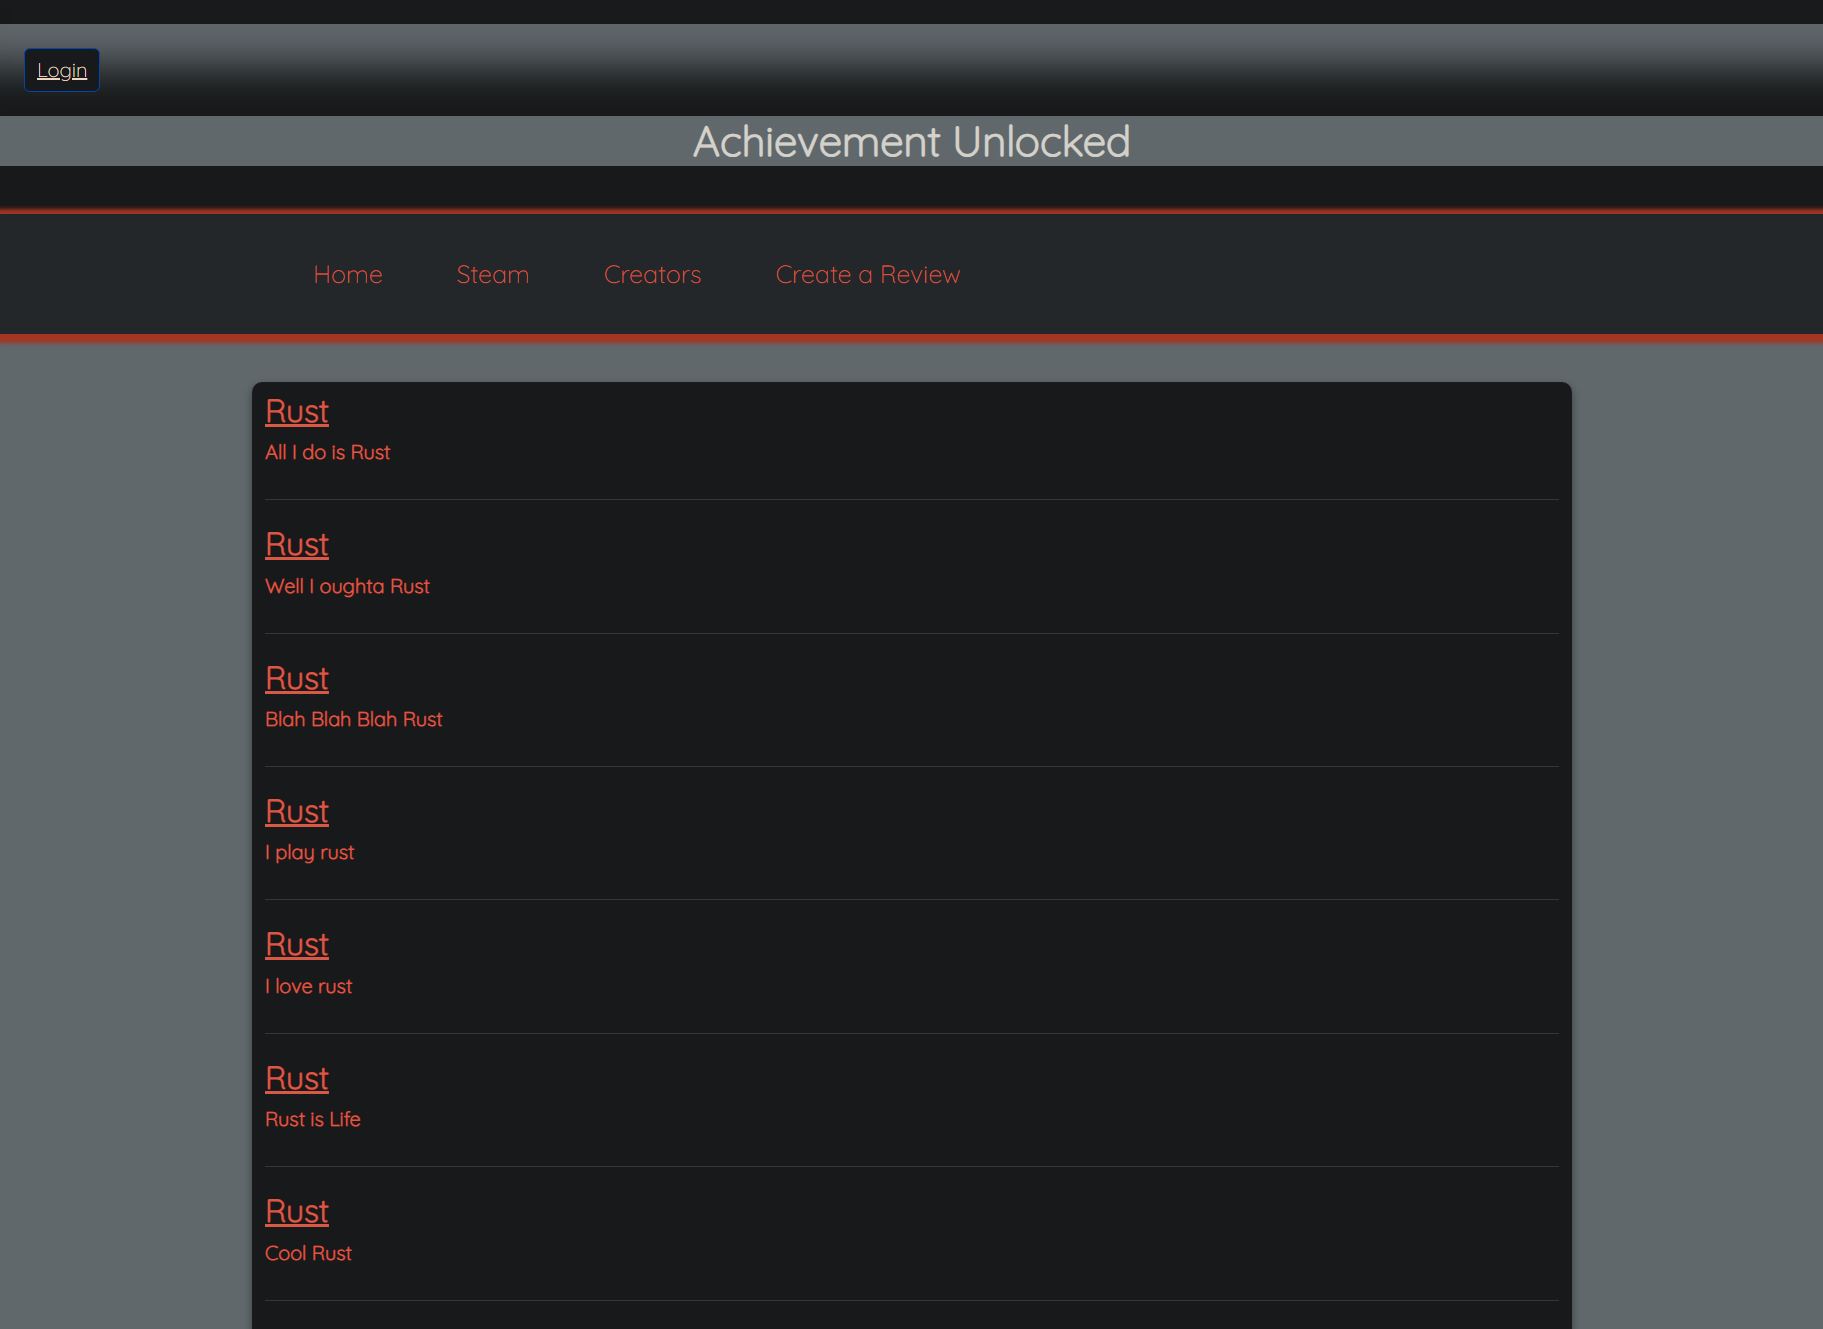 Login
Achievement Unlocked
Home Steam Creators Create a Review
Rust
All I do is Rust
Rust
Well I oughta Rust
Rust
Blah Blah Blah Rust
Rust
I play rust
Rust
I love rust
Rust
Rust is Life
Rust
Cool Rust